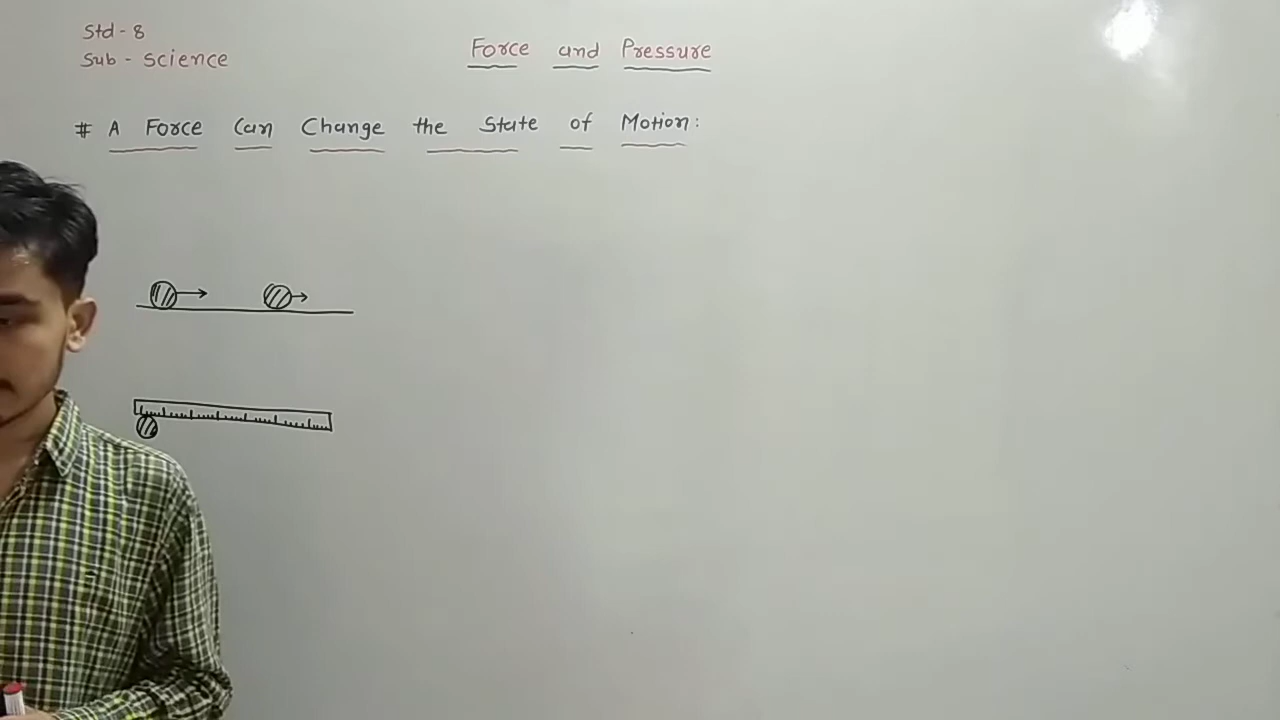 Std - 8
Sub - Science
Force and Pressure
# A Force Can Change the State of Motion: